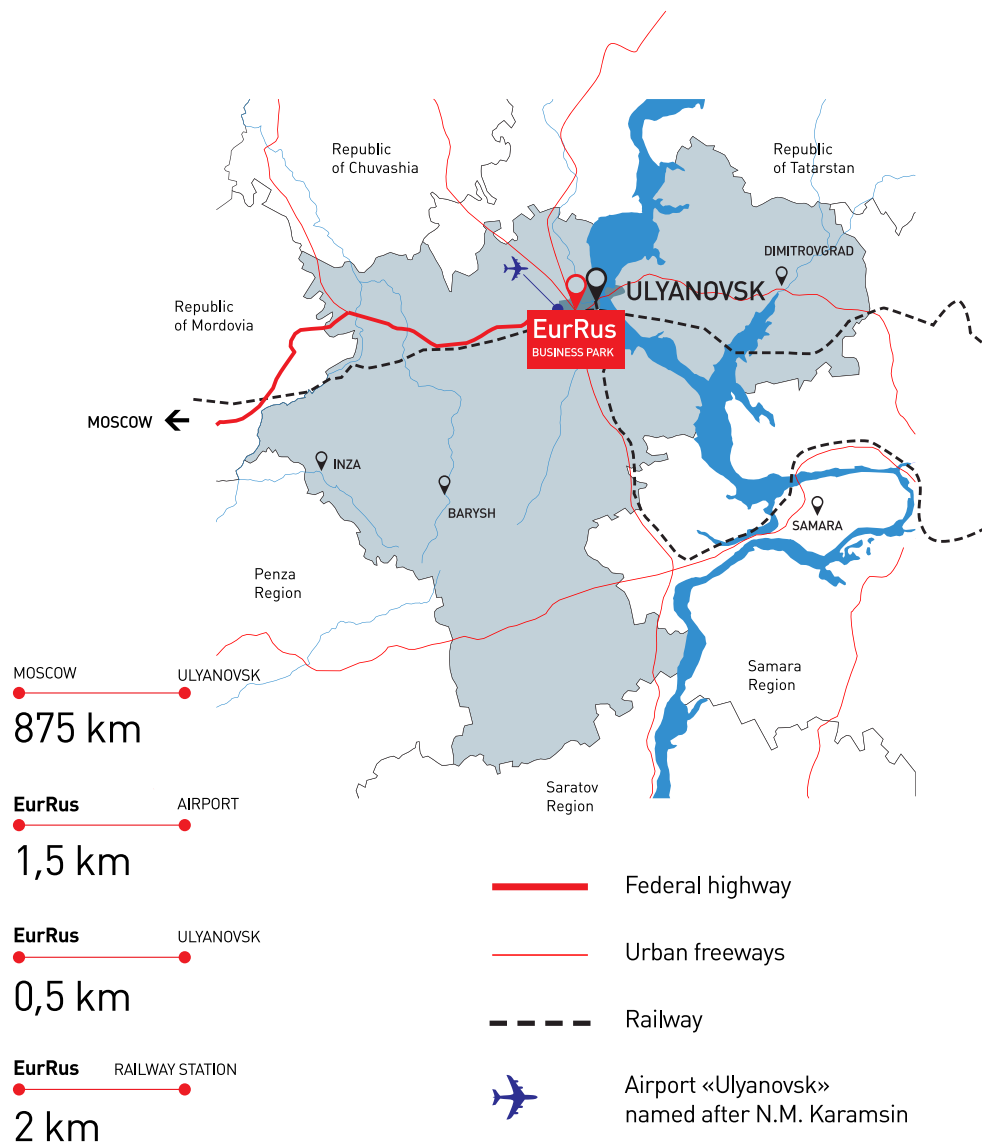 Republic
of Chuvashia
Republic
of Tatarstan
DIMITROVGRAD
ULYANOVSK
Republic
of Mordovia
EurRus
BUSINESS PARK
MOSCOW
INZA
BARYSH
SAMARA
Penza
Region
Samara
Region
Saratov
Region
MOSCOW ULYANOVSK
875 km
EurRus AIRPORT
1,5 km
EurRus ULYANOVSK
0,5 km
EurRus RAILWAY STATION
2 km
Federal highway
Urban freeways
Railway
Airport «Ulyanovsk»
named after N.M. Karamsin